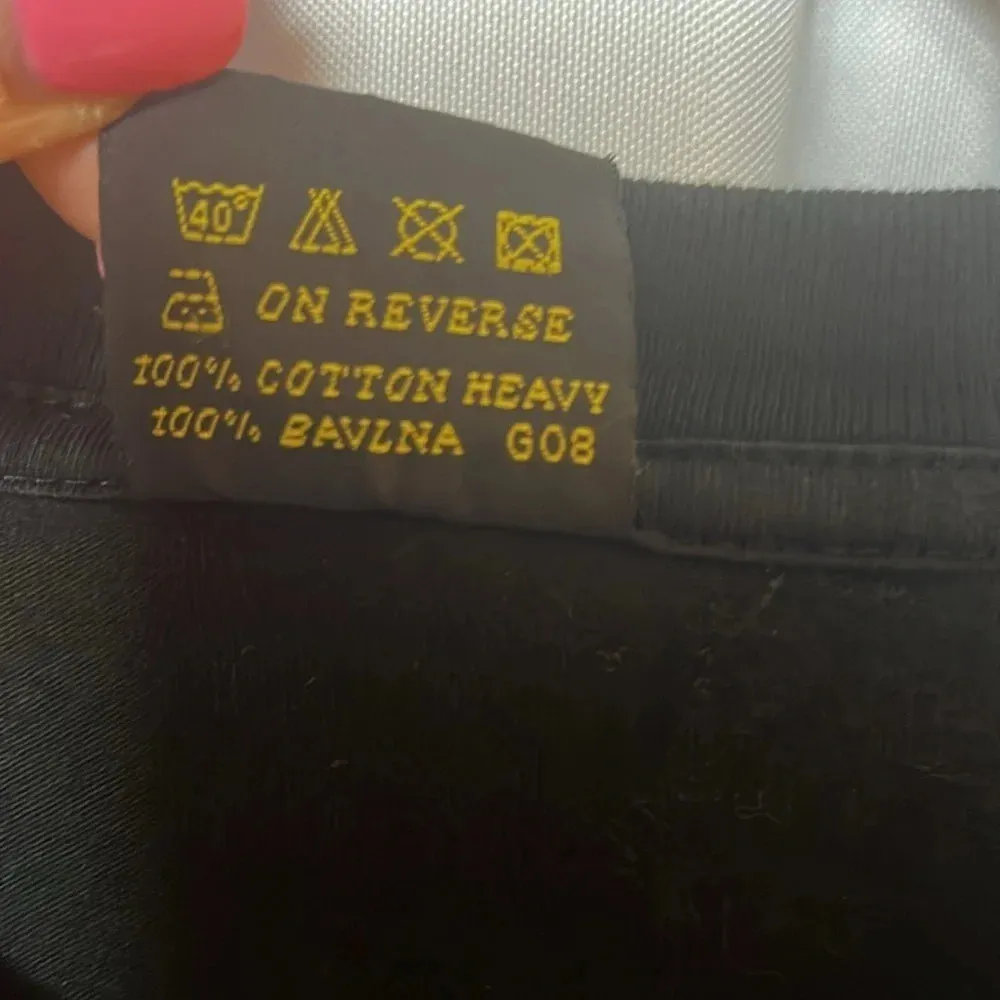 40°
ON REVERSE
100% COTTON HEAVY
100% BAVLNA G08